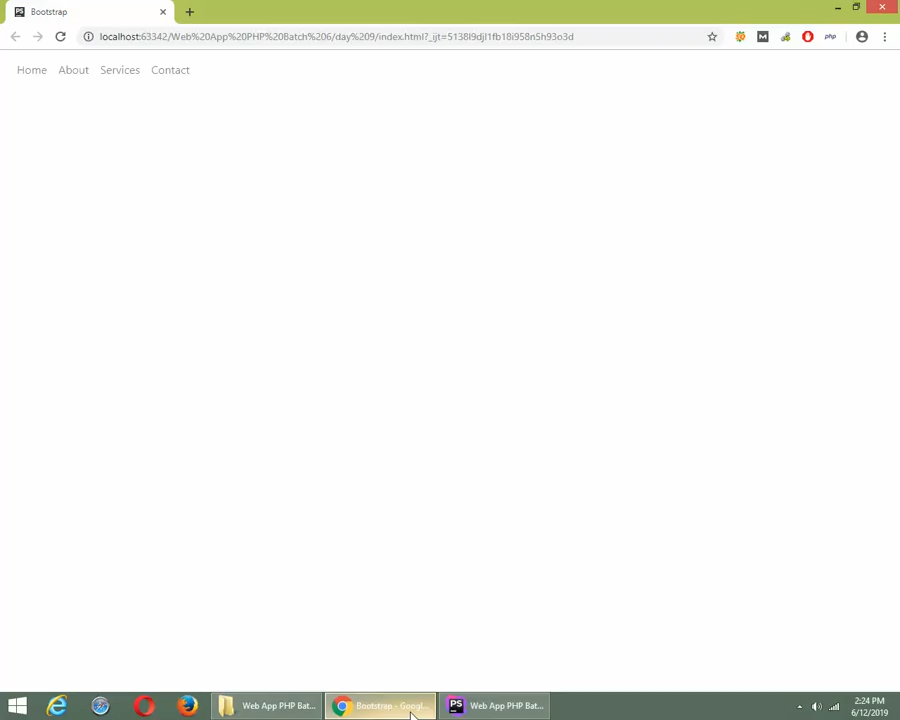 Bootstrap
localhost:63342/Web%20App%20PHP%20Batch%206/day%209/index.html?_ijt=5138l9djl1fb18i958n5h93o3d
php
Home About Services Contact
Web App PHP Bat...
Bootstrap - Googl...
Web App PHP Bat...
2:24 PM
6/12/2019